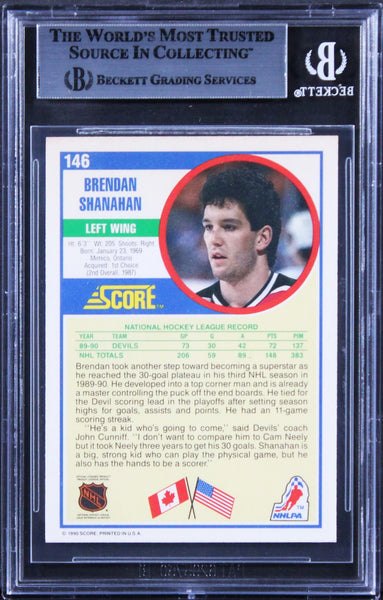 THE WORLD'S MOST TRUSTED
SOURCE IN COLLECTING™
B BECKETT GRADING SERVICES
B
BECKETT
146
BRENDAN
SHANAHAN
LEFT WING
Ht: 6'3" Wt: 205 Shoots: Right
Born: January 23, 1969
Mimico, Ontario
Acquired: 1st Choice
(2nd Overall, 1987)
SCORE™
NATIONAL HOCKEY LEAGUE RECORD
YEAR TEAM GP G A PTS PIM
89-90 DEVILS 73 30 42 72 137
NHL TOTALS 206 59 89 148 383
Brendan took another step toward becoming a superstar as
he reached the 30-goal plateau in his third NHL season in
1989-90. He developed into a top corner man and is already
a master controlling the puck off the end boards. He tied for
the Devil scoring lead in the playoffs after setting season
highs for goals, assists and points. He had an 11-game
scoring streak.
"He's a kid who's going to come," said Devils' coach
John Cunniff. "I don't want to compare him to Cam Neely
but it took Neely three years to get his 30 goals. Shanahan is
a big, strong kid who can play the physical game, but he
also has the hands to be a scorer."
NHL
NHLPA
™
© 1990 SCORE, PRINTED IN U.S.A.